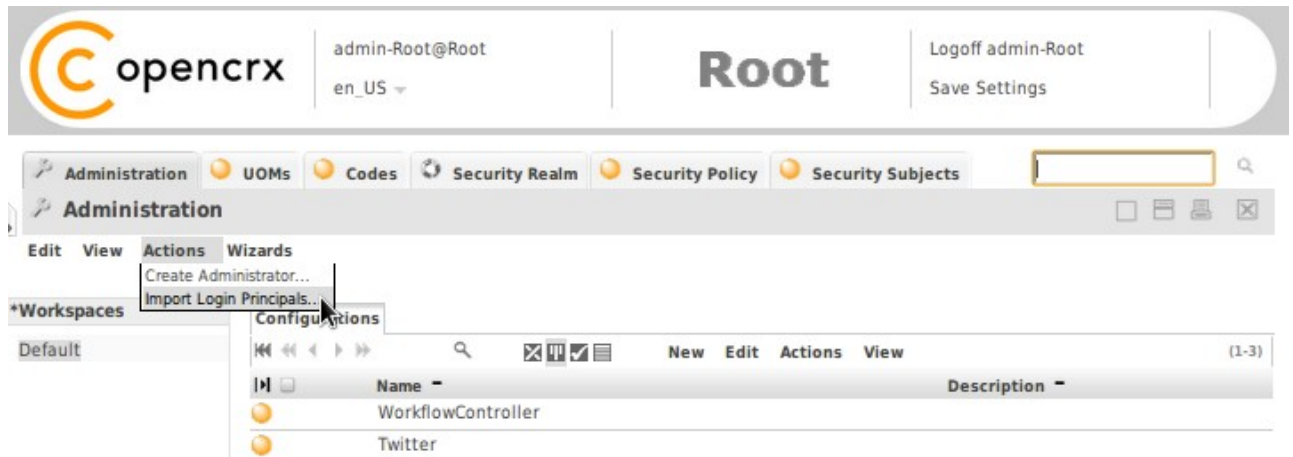 opencrx
admin-Root@Root
en_US
Root
Logoff admin-Root
Save Settings
Administration UOMs Codes Security Realm Security Policy Security Subjects
Administration
Edit View Actions Wizards
Create Administrator...
Import Login Principals...
*Workspaces
Default
Configurations
New Edit Actions View (1-3)
Name Description
WorkflowController
Twitter